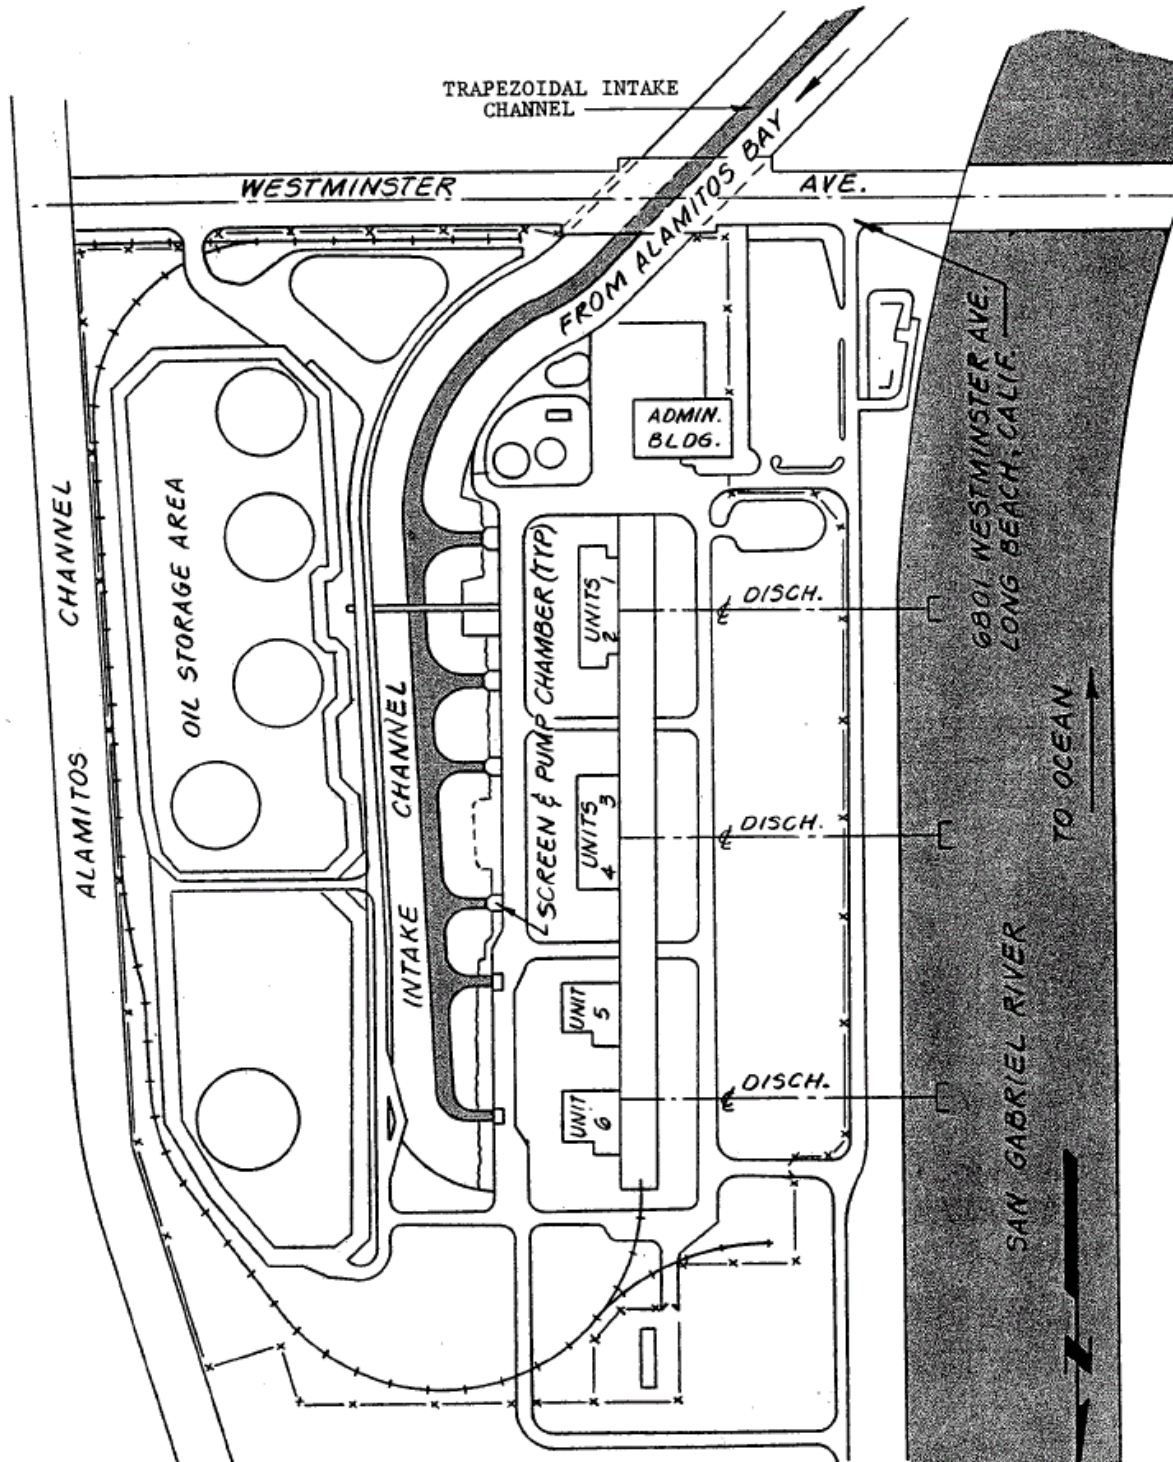 TRAPEZOIDAL INTAKE
CHANNEL
WESTMINSTER AVE.
FROM ALAMITOS BAY
6801 WESTMINSTER AVE.
LONG BEACH, CALIF.
ADMIN.
BLDG.
ALAMITOS CHANNEL
OIL STORAGE AREA
INTAKE CHANNEL
SCREEN & PUMP CHAMBER (TYP)
UNITS 1
2
℄ DISCH.
UNITS 3
4
℄ DISCH.
UNIT
5
UNIT
6
℄ DISCH.
TO OCEAN
SAN GABRIEL RIVER
N